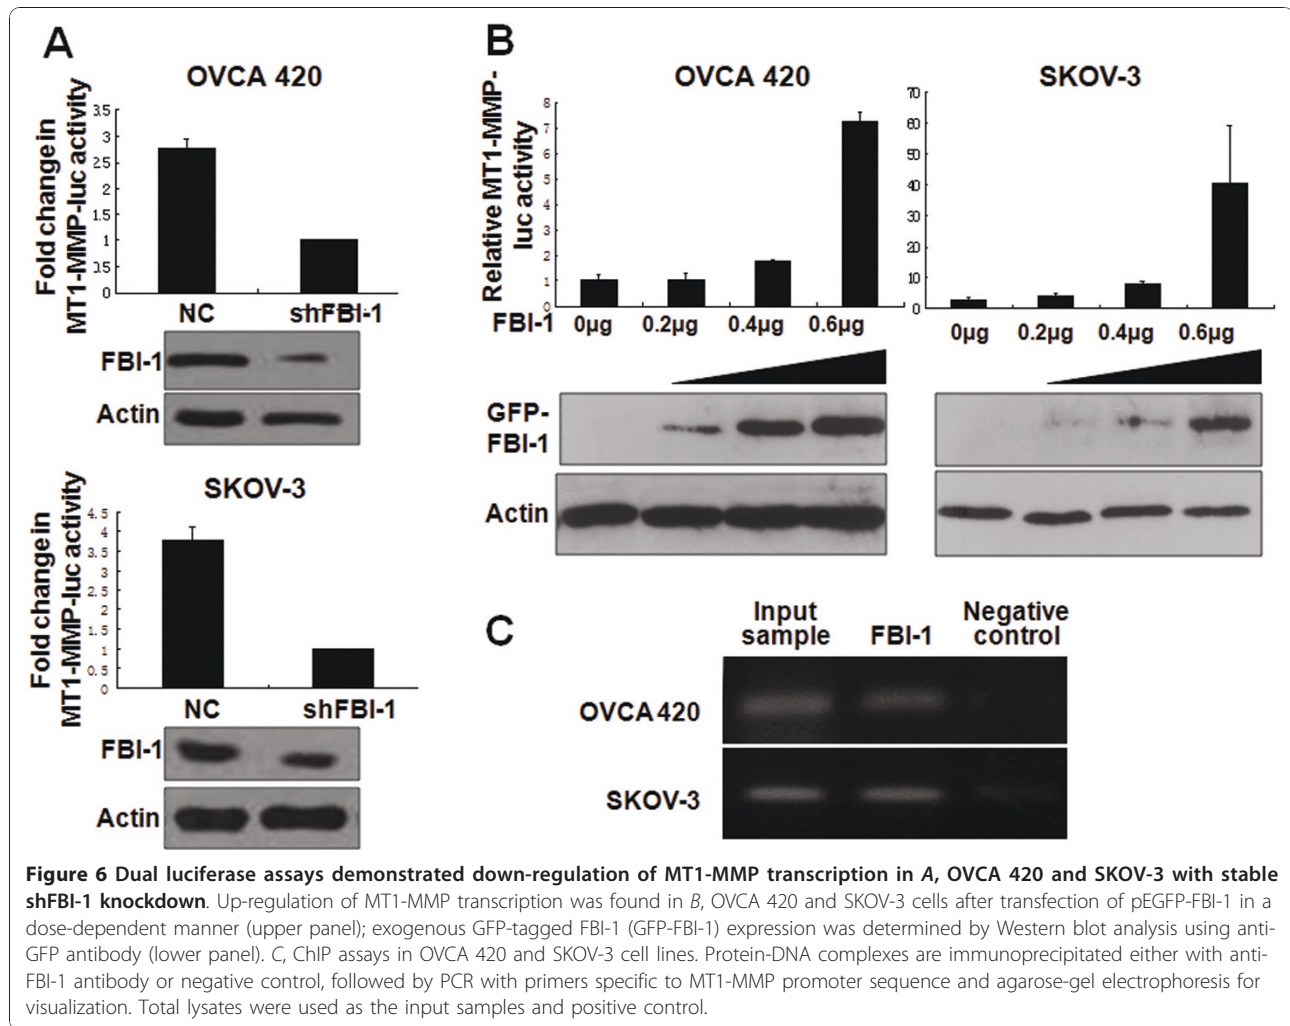 A
OVCA 420
Fold change in
MT1-MMP-luc activity
35
3
25
2
1.5
1
05
0
NC shFBI-1
FBI-1
Actin
SKOV-3
Fold change in
MT1-MMP-luc activity
4.5
4
3.5
3
2.5
2
1.5
1
0.5
0
NC shFBI-1
FBI-1
Actin
B
OVCA 420
Relative MT1-MMP-
luc activity
8
7
6
5
4
3
2
1
0
FBI-1 0µg 0.2µg 0.4µg 0.6µg
SKOV-3
70
60
50
40
30
20
10
0
0µg 0.2µg 0.4µg 0.6µg
GFP-
FBI-1
Actin
C
Input
sample
FBI-1
Negative
control
OVCA 420
SKOV-3
Figure 6 Dual luciferase assays demonstrated down-regulation of MT1-MMP transcription in A, OVCA 420 and SKOV-3 with stable
shFBI-1 knockdown. Up-regulation of MT1-MMP transcription was found in B, OVCA 420 and SKOV-3 cells after transfection of pEGFP-FBI-1 in a
dose-dependent manner (upper panel); exogenous GFP-tagged FBI-1 (GFP-FBI-1) expression was determined by Western blot analysis using anti-
GFP antibody (lower panel). C, ChIP assays in OVCA 420 and SKOV-3 cell lines. Protein-DNA complexes are immunoprecipitated either with anti-
FBI-1 antibody or negative control, followed by PCR with primers specific to MT1-MMP promoter sequence and agarose-gel electrophoresis for
visualization. Total lysates were used as the input samples and positive control.